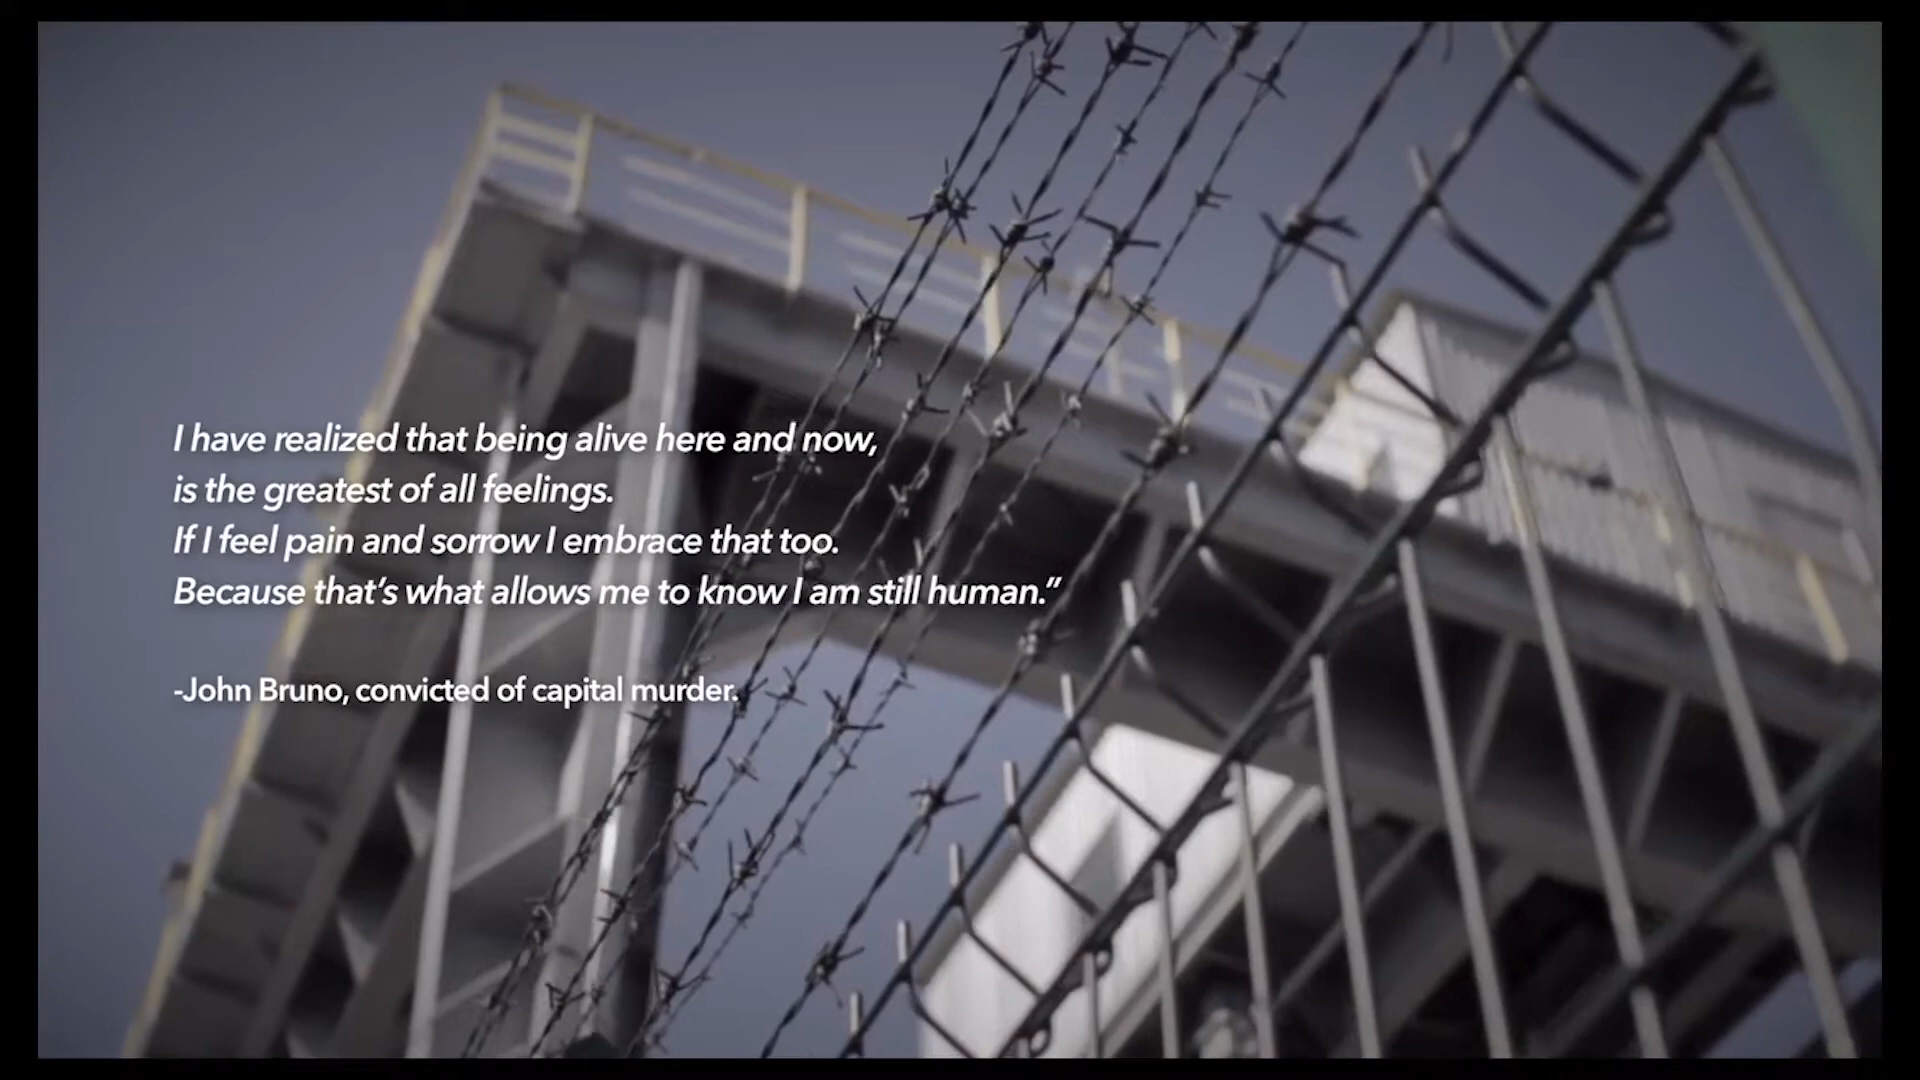 I have realized that being alive here and now,
is the greatest of all feelings.
If I feel pain and sorrow I embrace that too.
Because that’s what allows me to know I am still human.”
-John Bruno, convicted of capital murder.